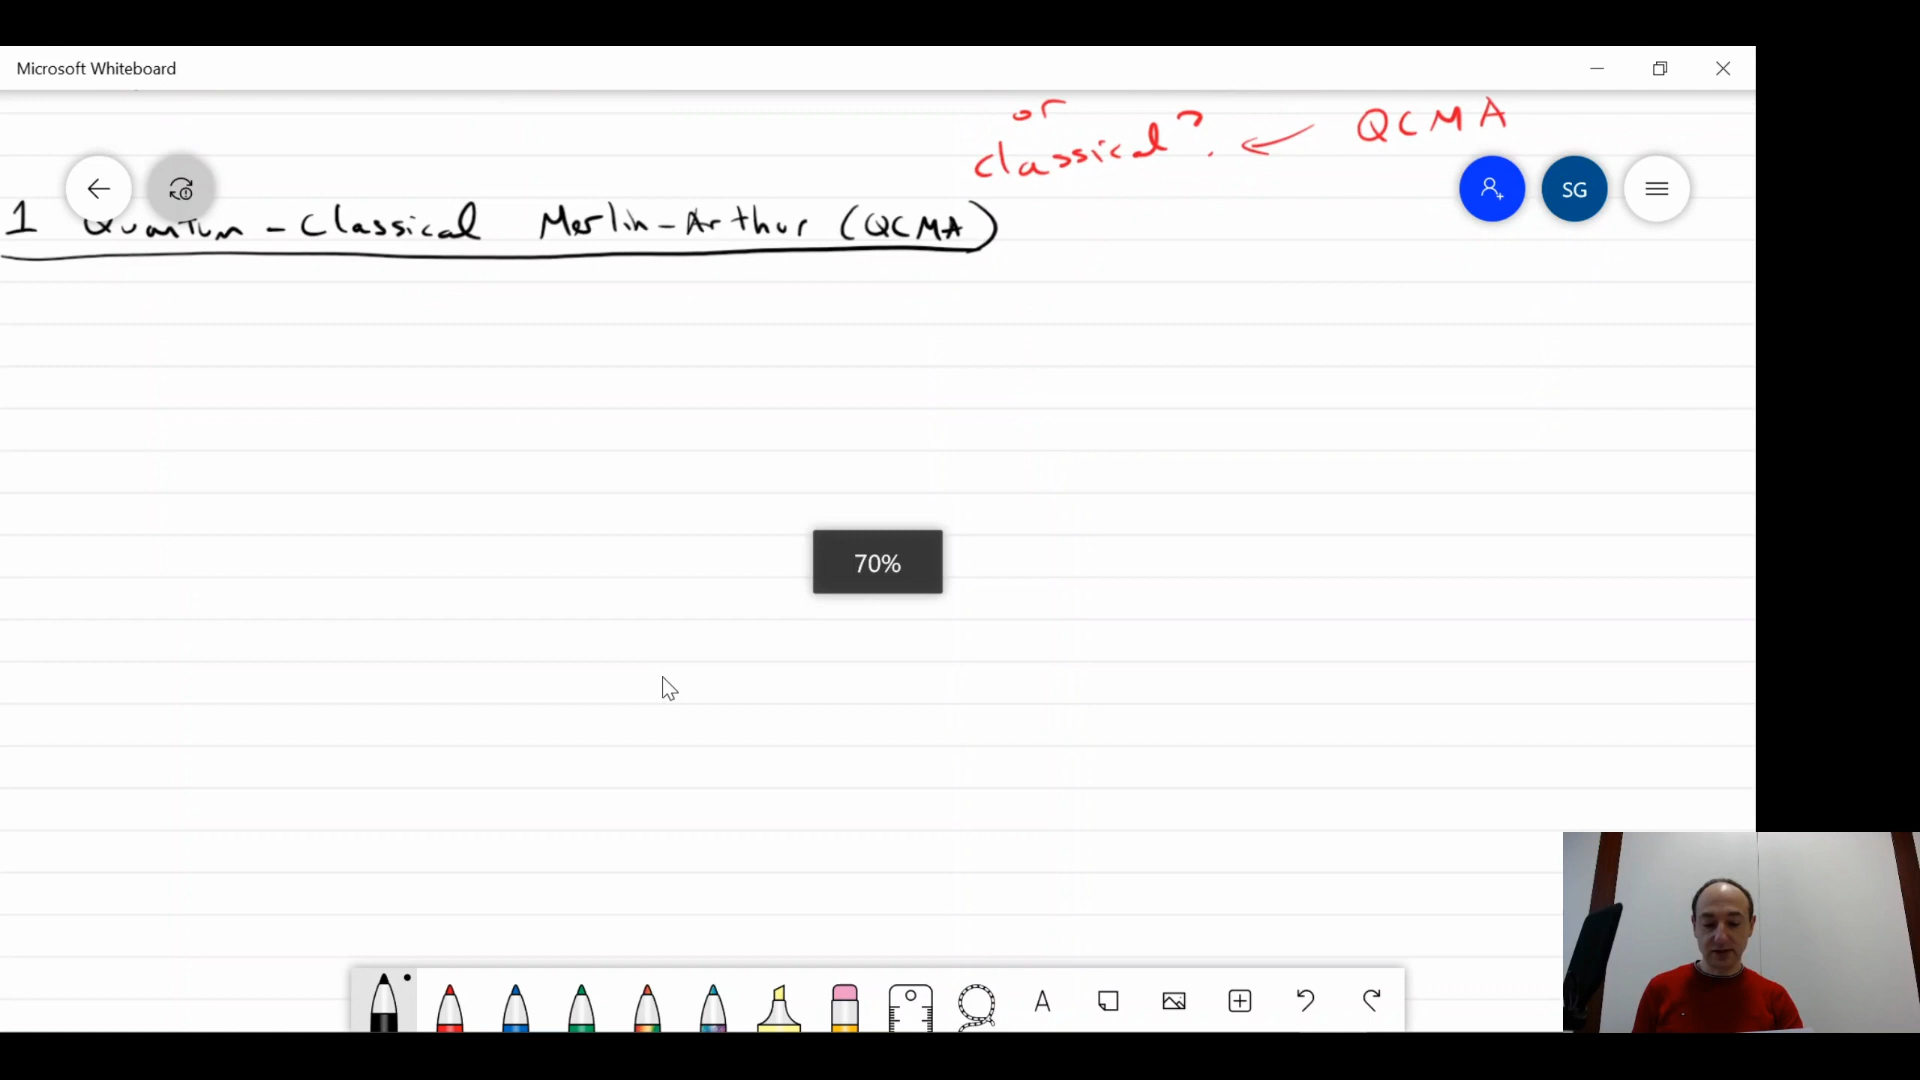 Microsoft Whiteboard
or
classical? ← QCMA
SG
1 Quantum - Classical Merlin - Arthur (QCMA)
70%
A